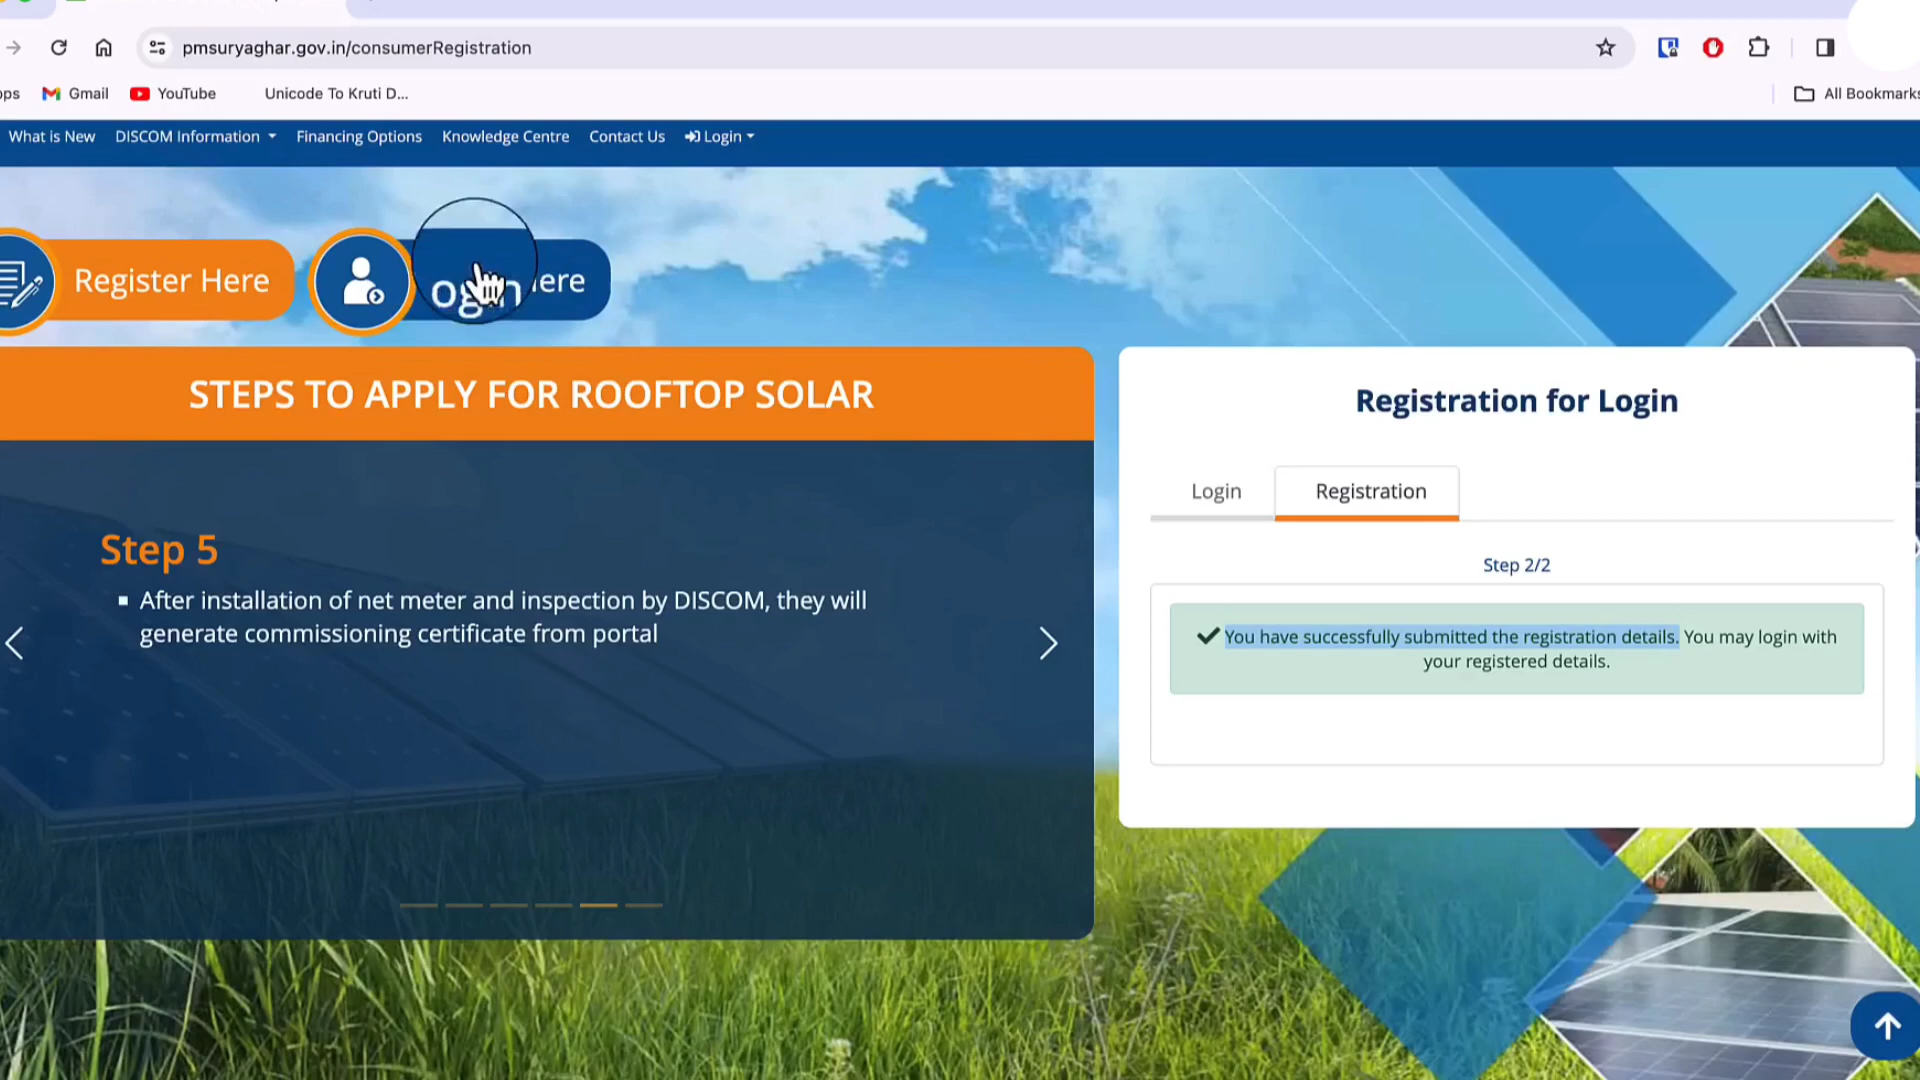 pmsuryaghar.gov.in/consumerRegistration
Gmail YouTube Unicode To Kruti D... All Bookmarks
What is New DISCOM Information Financing Options Knowledge Centre Contact Us Login
Register Here
STEPS TO APPLY FOR ROOFTOP SOLAR
Step 5
▪ After installation of net meter and inspection by DISCOM, they will
generate commissioning certificate from portal
Registration for Login
Login Registration
Step 2/2
You have successfully submitted the registration details. You may login with
your registered details.